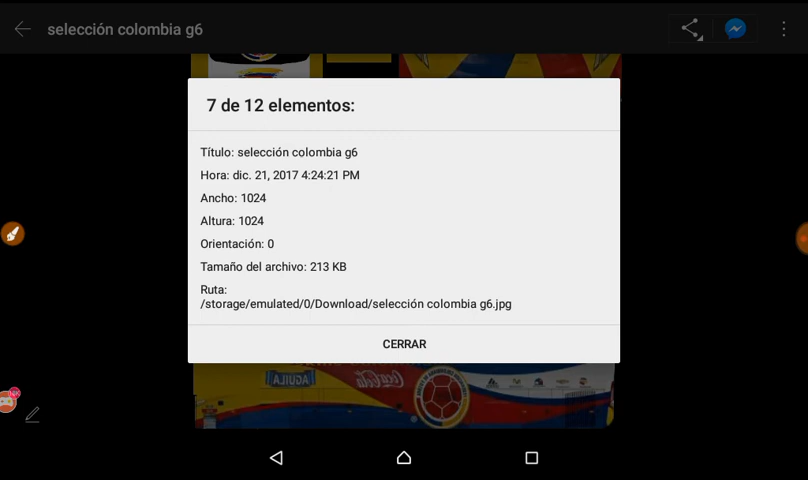 selección colombia g6
7 de 12 elementos:
Título: selección colombia g6
Hora: dic. 21, 2017 4:24:21 PM
Ancho: 1024
Altura: 1024
Orientación: 0
Tamaño del archivo: 213 KB
Ruta:
/storage/emulated/0/Download/selección colombia g6.jpg
CERRAR
AGUILA
Coca-Cola